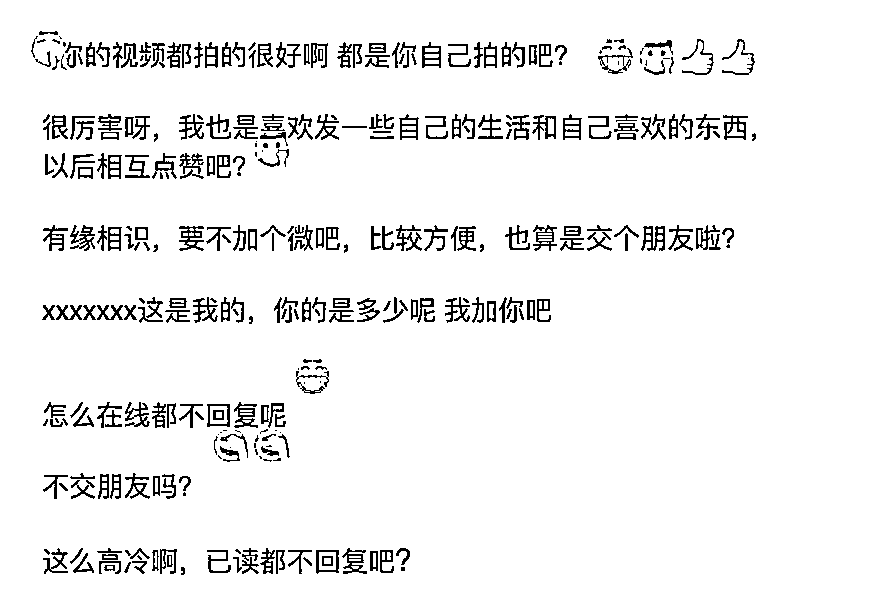 你的视频都拍的很好啊 都是你自己拍的吧？
很厉害呀，我也是喜欢发一些自己的生活和自己喜欢的东西，
以后相互点赞吧？
有缘相识，要不加个微吧，比较方便，也算是交个朋友啦？
xxxxxxx这是我的，你的是多少呢 我加你吧
怎么在线都不回复呢
不交朋友吗？
这么高冷啊，已读都不回复吧？